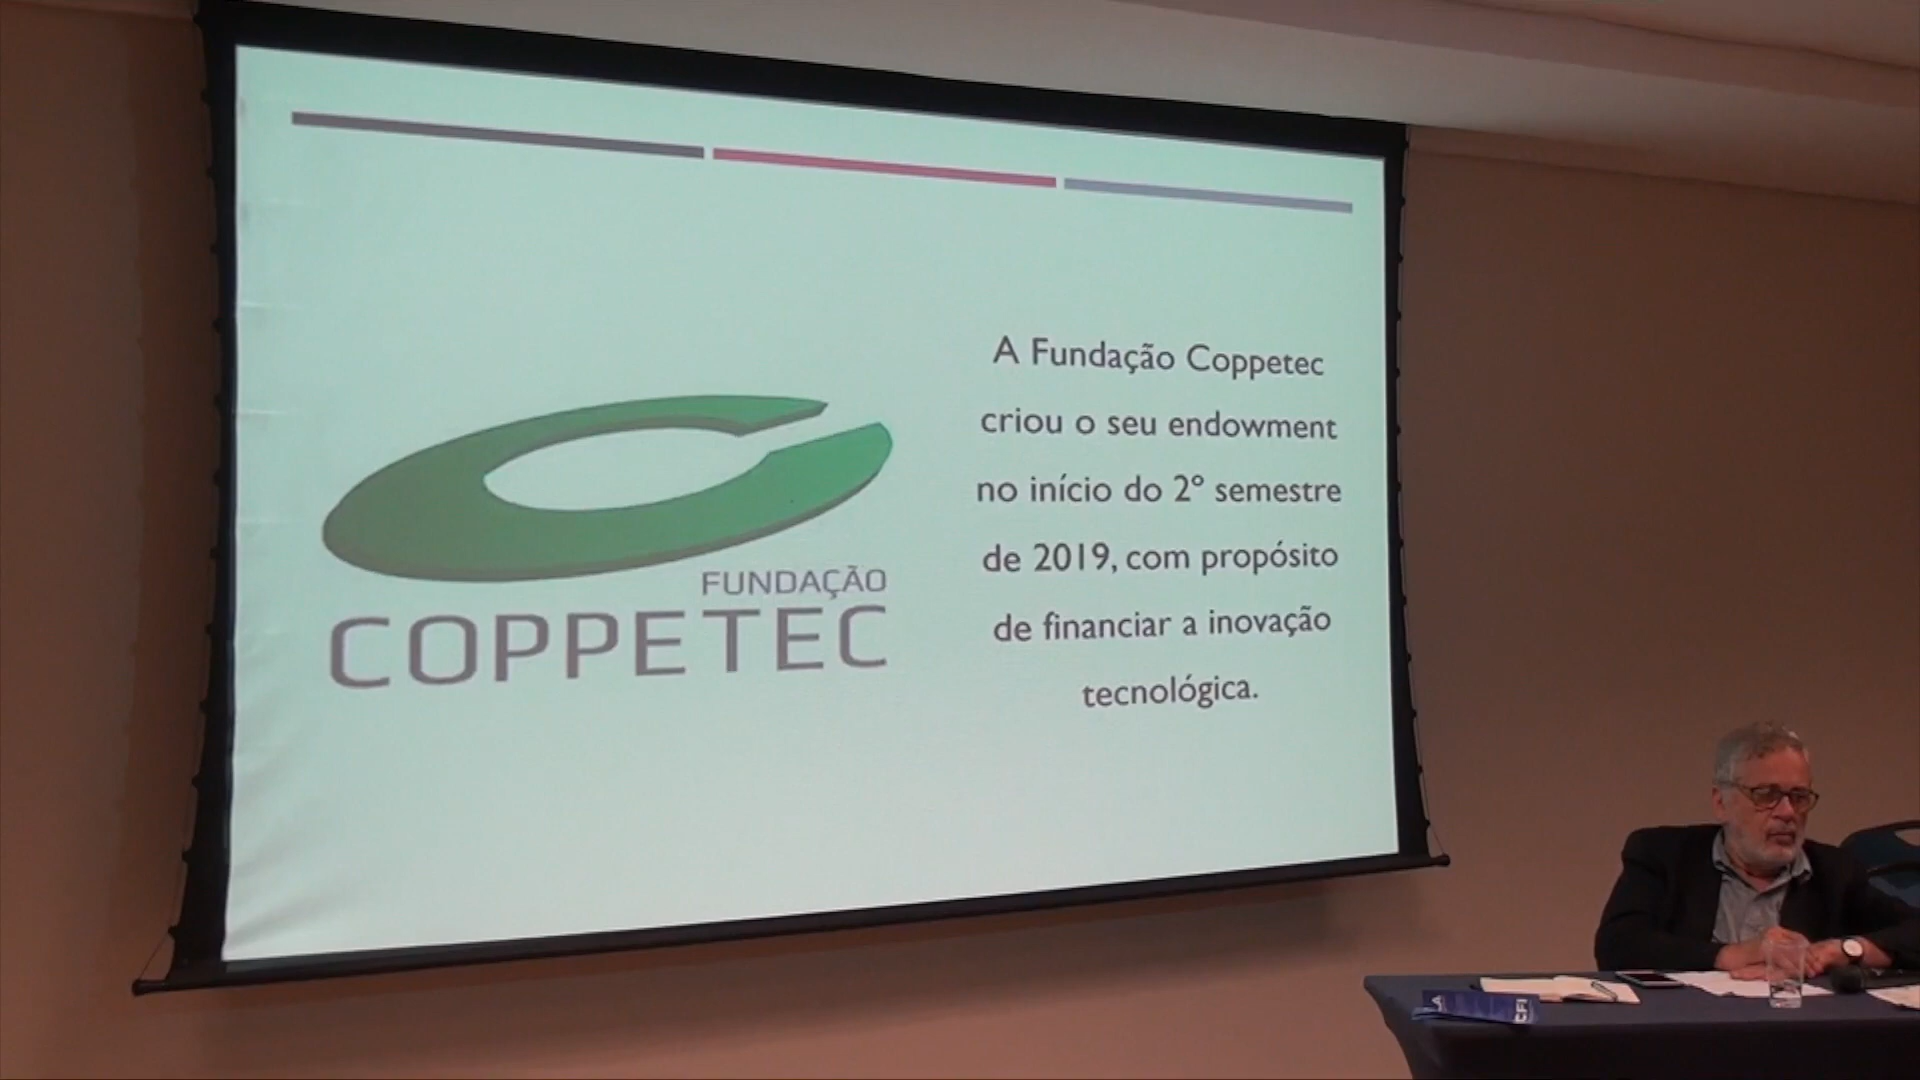 A Fundação Coppetec
criou o seu endowment
no início do 2º semestre
de 2019, com propósito
de financiar a inovação
tecnológica.
FUNDAÇÃO
COPPETEC
CFI